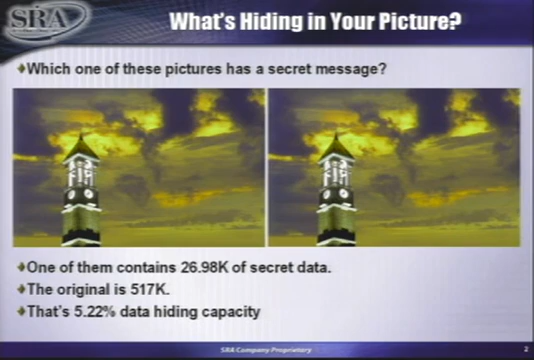 SRA
What's Hiding in Your Picture?
Which one of these pictures has a secret message?
One of them contains 26.98K of secret data.
The original is 517K.
That's 5.22% data hiding capacity
SRA Company Proprietary
2